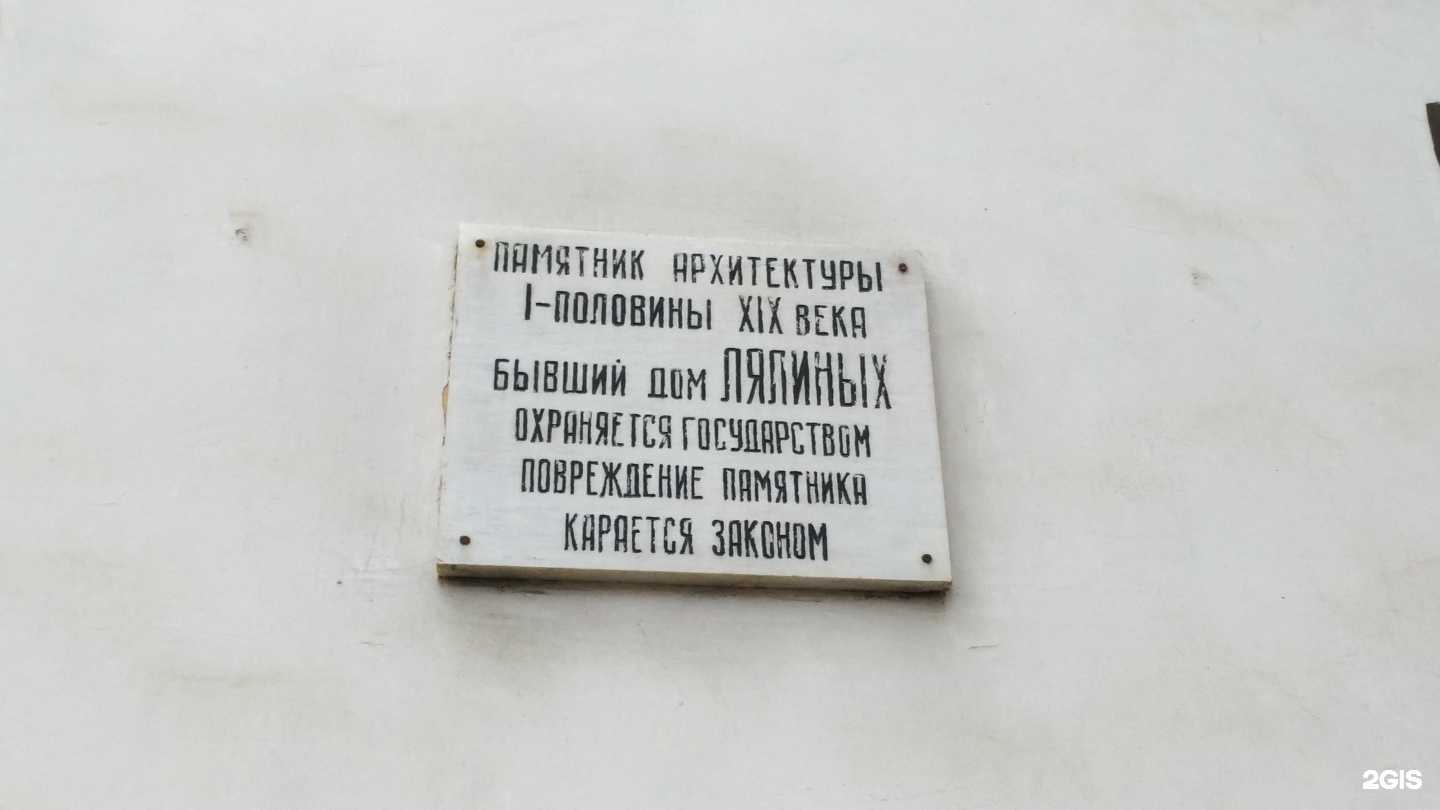 ПАМЯТНИК АРХИТЕКТУРЫ
I-ПОЛОВИНЫ XIX ВЕКА
БЫВШИЙ ДОМ ЛЯПИНЫХ
ОХРАНЯЕТСЯ ГОСУДАРСТВОМ
ПОВРЕЖДЕНИЕ ПАМЯТНИКА
КАРАЕТСЯ ЗАКОНОМ
2GIS